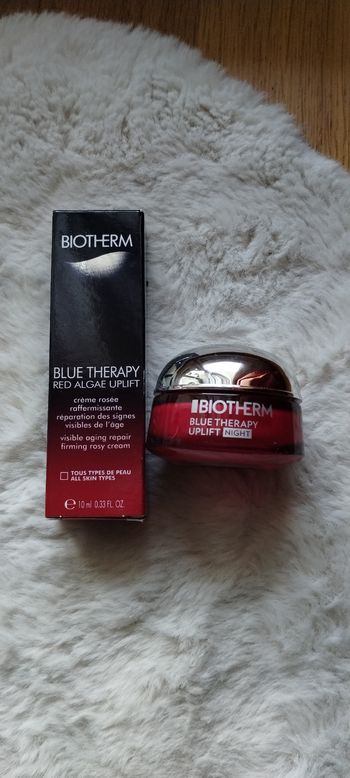 BIOTHERM
BLUE THERAPY
RED ALGAE UPLIFT
crème rosée
raffermissante
réparation des signes
visibles de l'âge
visible aging repair
firming rosy cream
TOUS TYPES DE PEAU
ALL SKIN TYPES
e 10 ml 0.33 FL. OZ.
BIOTHERM
BLUE THERAPY
UPLIFT NIGHT